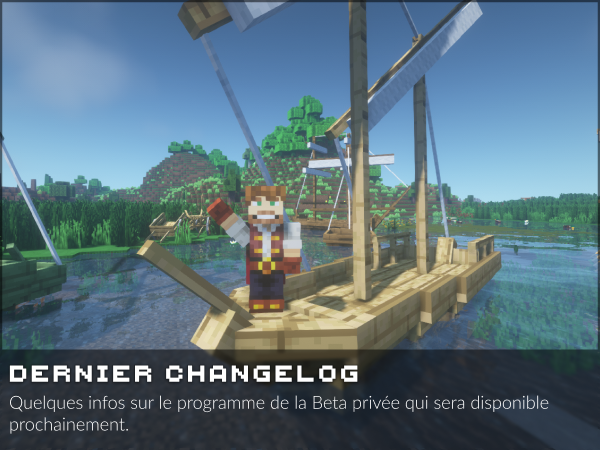 DERNIER CHANGELOG
Quelques infos sur le programme de la Beta privée qui sera disponible
prochainement.